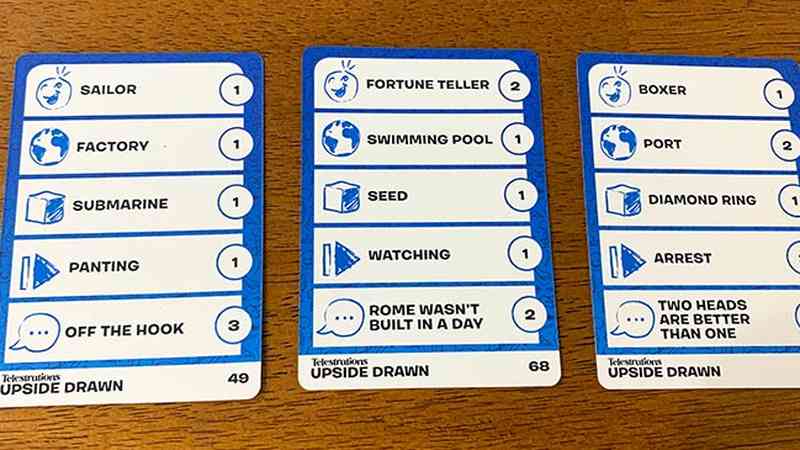 SAILOR 1
FACTORY 1
SUBMARINE 1
PANTING 1
OFF THE HOOK 3
Telestrations
UPSIDE DRAWN 49
FORTUNE TELLER 2
SWIMMING POOL 1
SEED 1
WATCHING 1
ROME WASN'T
BUILT IN A DAY 2
Telestrations
UPSIDE DRAWN 68
BOXER 1
PORT 2
DIAMOND RING 1
ARREST
TWO HEADS
ARE BETTER
THAN ONE
Telestrations
UPSIDE DRAWN